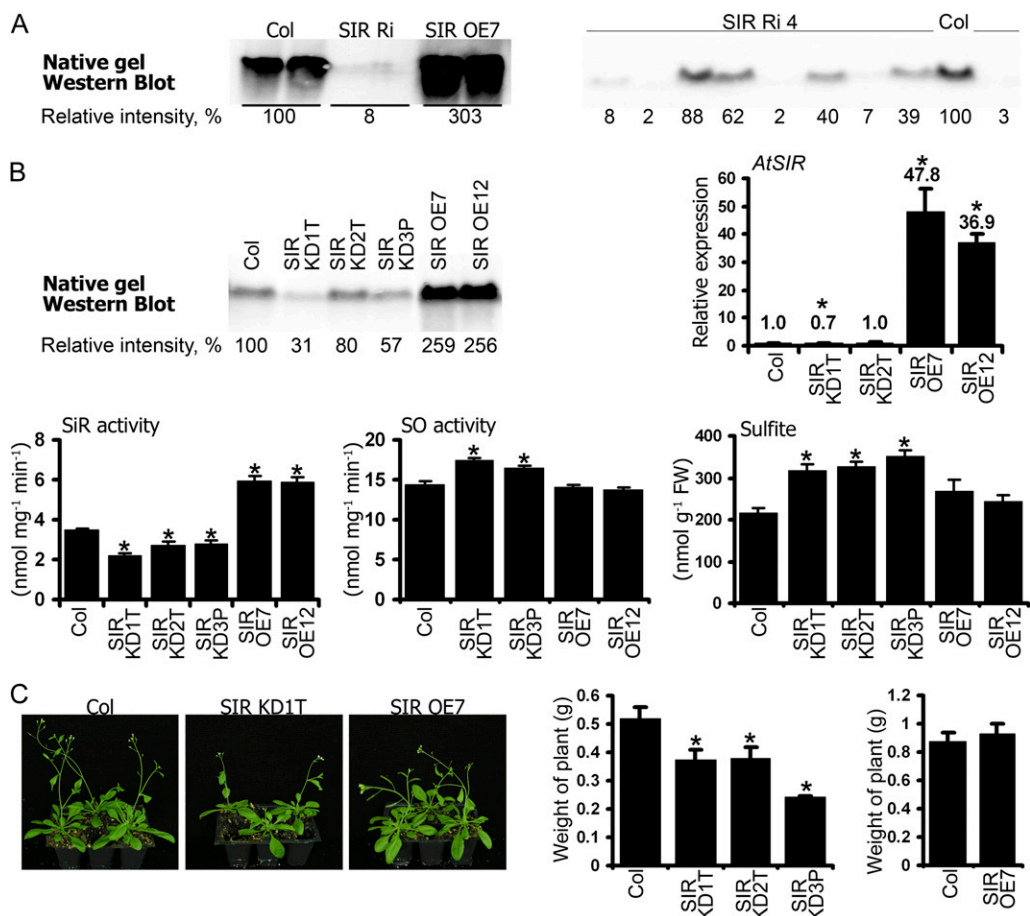 A
Col SIR Ri SIR OE7
Native gel
Western Blot
Relative intensity, % 100 8 303
SIR Ri 4 Col
8 2 88 62 2 40 7 39 100 3
B
Col SIR KD1T SIR KD2T SIR KD3P SIR OE7 SIR OE12
Native gel
Western Blot
Relative intensity, % 100 31 80 57 259 256
AtSIR
Relative expression
60
50
40
30
20
10
0
1.0 * 0.7 1.0 * 47.8 * 36.9
Col SIR KD1T SIR KD2T SIR OE7 SIR OE12
SiR activity
(nmol mg⁻¹ min⁻¹)
8
6
4
2
0
* * * * *
Col SIR KD1T SIR KD2T SIR KD3P SIR OE7 SIR OE12
SO activity
(nmol mg⁻¹ min⁻¹)
20
15
10
5
0
* *
Col SIR KD1T SIR KD3P SIR OE7 SIR OE12
Sulfite
(nmol g⁻¹ FW)
400
300
200
100
0
* * *
Col SIR KD1T SIR KD2T SIR KD3P SIR OE7 SIR OE12
C
Col SIR KD1T SIR OE7
Weight of plant (g)
0.6
0.5
0.4
0.3
0.2
0.1
0
* * *
Col SIR KD1T SIR KD2T SIR KD3P
Weight of plant (g)
1.2
1
0.8
0.6
0.4
0.2
0
Col SIR OE7